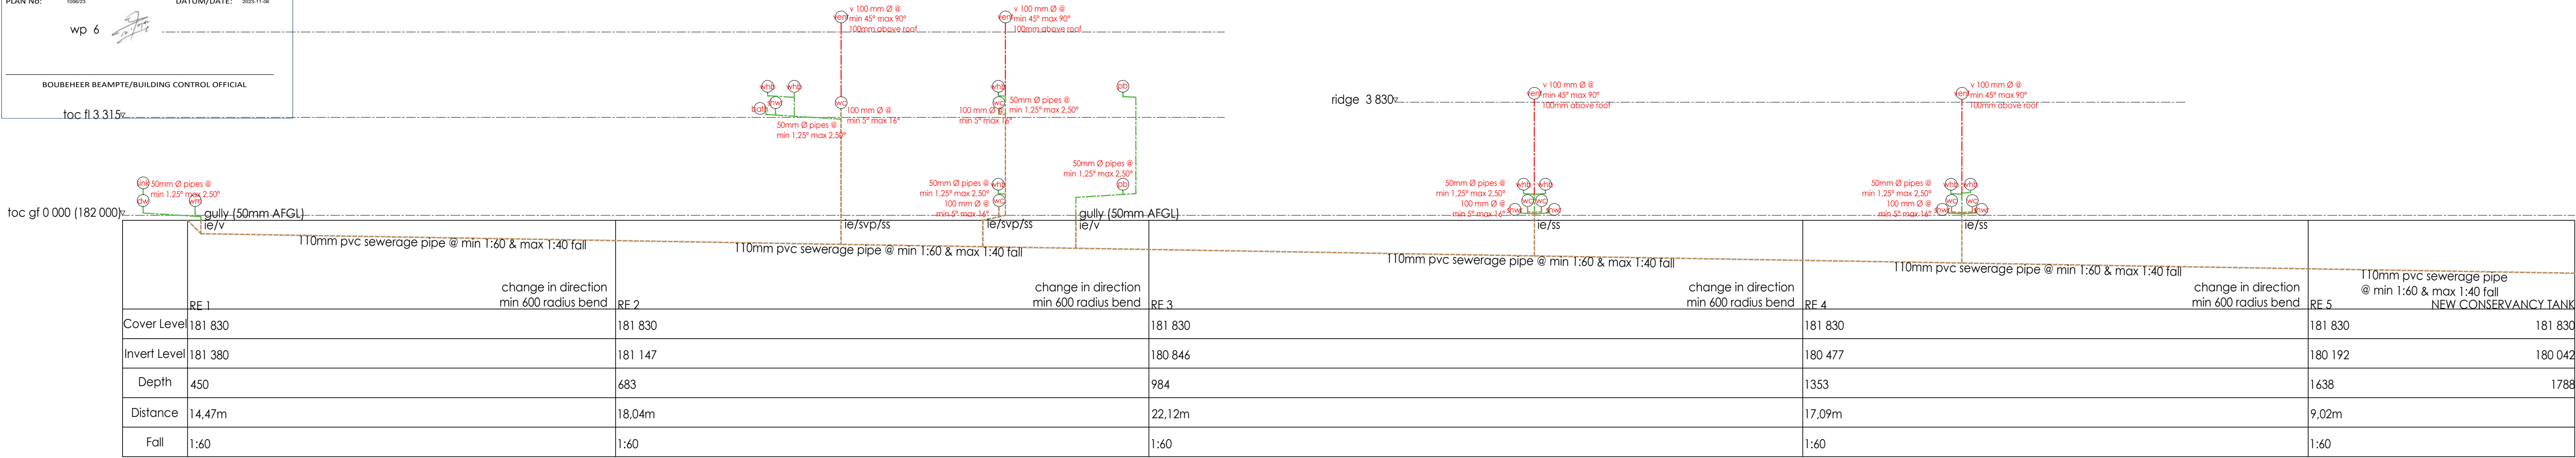 PLAN No: 1096/23 DATUM/DATE: 2023-11-06
wp 6
BOUBEHEER BEAMPTE/BUILDING CONTROL OFFICIAL
toc fl 3 315
vent
v 100 mm Ø @
min 45° max 90°
100mm above roof
vent
v 100 mm Ø @
min 45° max 90°
100mm above roof
whb
whb
bath
shwr
wc
100 mm Ø @
min 5° max 16°
50mm Ø pipes @
min 1,25° max 2,50°
whb
wc
50mm Ø pipes @
min 1,25° max 2,50°
100 mm Ø @
min 5° max 16°
pb
50mm Ø pipes @
min 1,25° max 2,50°
pb
ridge 3 830
vent
v 100 mm Ø @
min 45° max 90°
100mm above roof
vent
v 100 mm Ø @
min 45° max 90°
100mm above roof
sink
dw
50mm Ø pipes @
min 1,25° max 2,50°
wm
50mm Ø pipes @
min 1,25° max 2,50°
100 mm Ø @
min 5° max 16°
whb
wc
50mm Ø pipes @
min 1,25° max 2,50°
100 mm Ø @
min 5° max 16°
whb whb
wc wc
shwr shwr
50mm Ø pipes @
min 1,25° max 2,50°
100 mm Ø @
min 5° max 16°
whb whb
wc wc
shwr shwr
toc gf 0 000 (182 000)
gully (50mm AFGL)
ie/v
ie/svp/ss
ie/svp/ss
gully (50mm AFGL)
ie/v
ie/ss
ie/ss
110mm pvc sewerage pipe @ min 1:60 & max 1:40 fall
110mm pvc sewerage pipe @ min 1:60 & max 1:40 fall
110mm pvc sewerage pipe @ min 1:60 & max 1:40 fall
110mm pvc sewerage pipe @ min 1:60 & max 1:40 fall
110mm pvc sewerage pipe
@ min 1:60 & max 1:40 fall
change in direction
min 600 radius bend
change in direction
min 600 radius bend
change in direction
min 600 radius bend
change in direction
min 600 radius bend
RE 1 RE 2 RE 3 RE 4 RE 5 NEW CONSERVANCY TANK
Cover Level 181 830 181 830 181 830 181 830 181 830 181 830
Invert Level 181 380 181 147 180 846 180 477 180 192 180 042
Depth 450 683 984 1353 1638 1788
Distance 14,47m 18,04m 22,12m 17,09m 9,02m
Fall 1:60 1:60 1:60 1:60 1:60